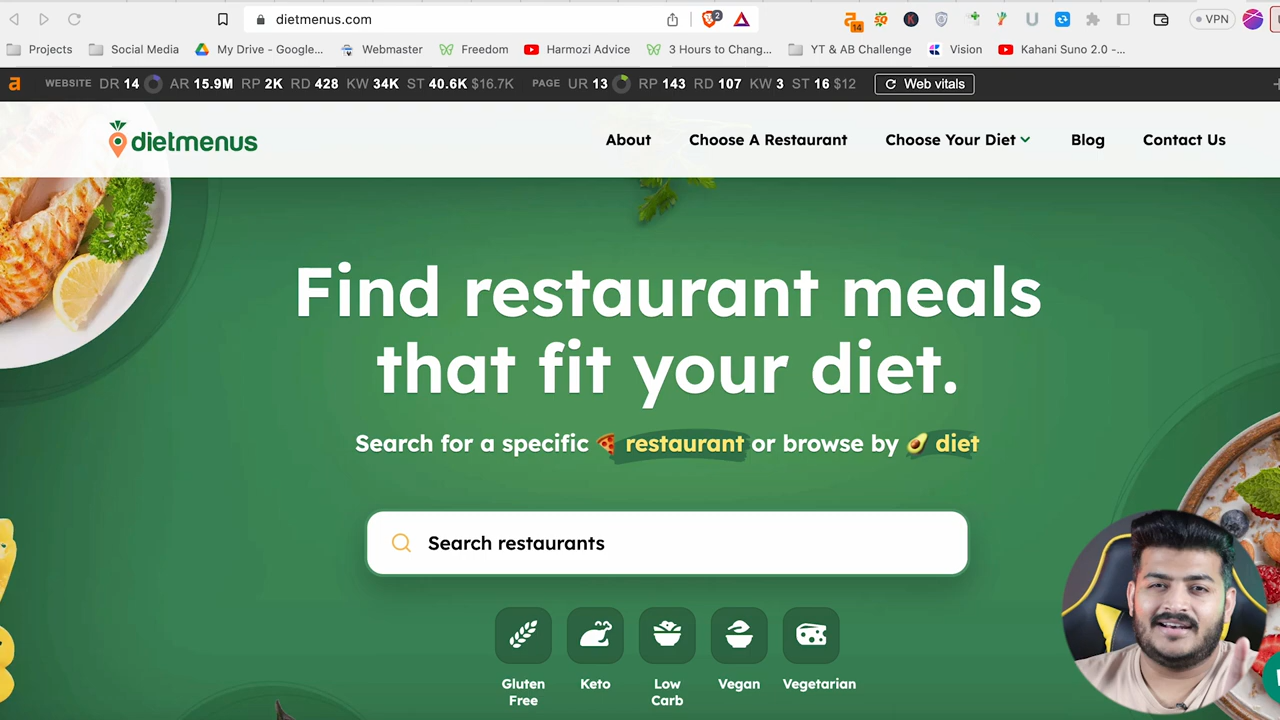 dietmenus.com
2
14
VPN
Projects
Social Media
My Drive - Google...
Webmaster
Freedom
Harmozi Advice
3 Hours to Chang...
YT & AB Challenge
Vision
Kahani Suno 2.0 -...
a WEBSITE DR 14 AR 15.9M RP 2K RD 428 KW 34K ST 40.6K $16.7K PAGE UR 13 RP 143 RD 107 KW 3 ST 16 $12 Web vitals
dietmenus
About
Choose A Restaurant
Choose Your Diet
Blog
Contact Us
Find restaurant meals
that fit your diet.
Search for a specific restaurant or browse by diet
Search restaurants
Gluten
Free
Keto
Low
Carb
Vegan
Vegetarian